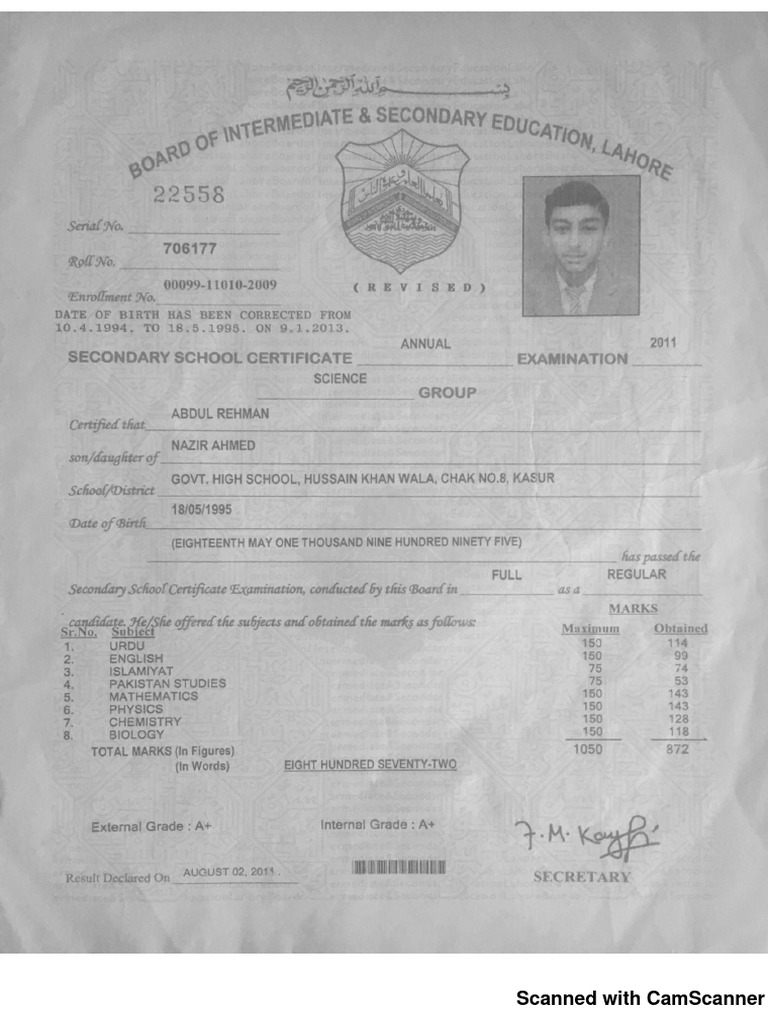 بسم الله الرحمن الرحيم
BOARD OF INTERMEDIATE & SECONDARY EDUCATION, LAHORE
22558
Serial No.
706177
Roll No.
00099-11010-2009
Enrollment No.
( R E V I S E D )
DATE OF BIRTH HAS BEEN CORRECTED FROM
10.4.1994. TO 18.5.1995. ON 9.1.2013.
ANNUAL 2011
SECONDARY SCHOOL CERTIFICATE EXAMINATION
SCIENCE
GROUP
ABDUL REHMAN
Certified that
NAZIR AHMED
son/daughter of
GOVT. HIGH SCHOOL, HUSSAIN KHAN WALA, CHAK NO.8, KASUR
School/District
18/05/1995
Date of Birth
(EIGHTEENTH MAY ONE THOUSAND NINE HUNDRED NINETY FIVE)
has passed the
FULL REGULAR
Secondary School Certificate Examination, conducted by this Board in as a
MARKS
candidate. He/She offered the subjects and obtained the marks as follows:
Sr.No. Subject Maximum Obtained
1. URDU 150 114
2. ENGLISH 150 99
3. ISLAMIYAT 75 74
4. PAKISTAN STUDIES 75 53
5. MATHEMATICS 150 143
6. PHYSICS 150 143
7. CHEMISTRY 150 128
8. BIOLOGY 150 118
TOTAL MARKS (In Figures) 1050 872
(In Words) EIGHT HUNDRED SEVENTY-TWO
External Grade : A+ Internal Grade : A+
Result Declared On AUGUST 02, 2011.
SECRETARY
Scanned with CamScanner